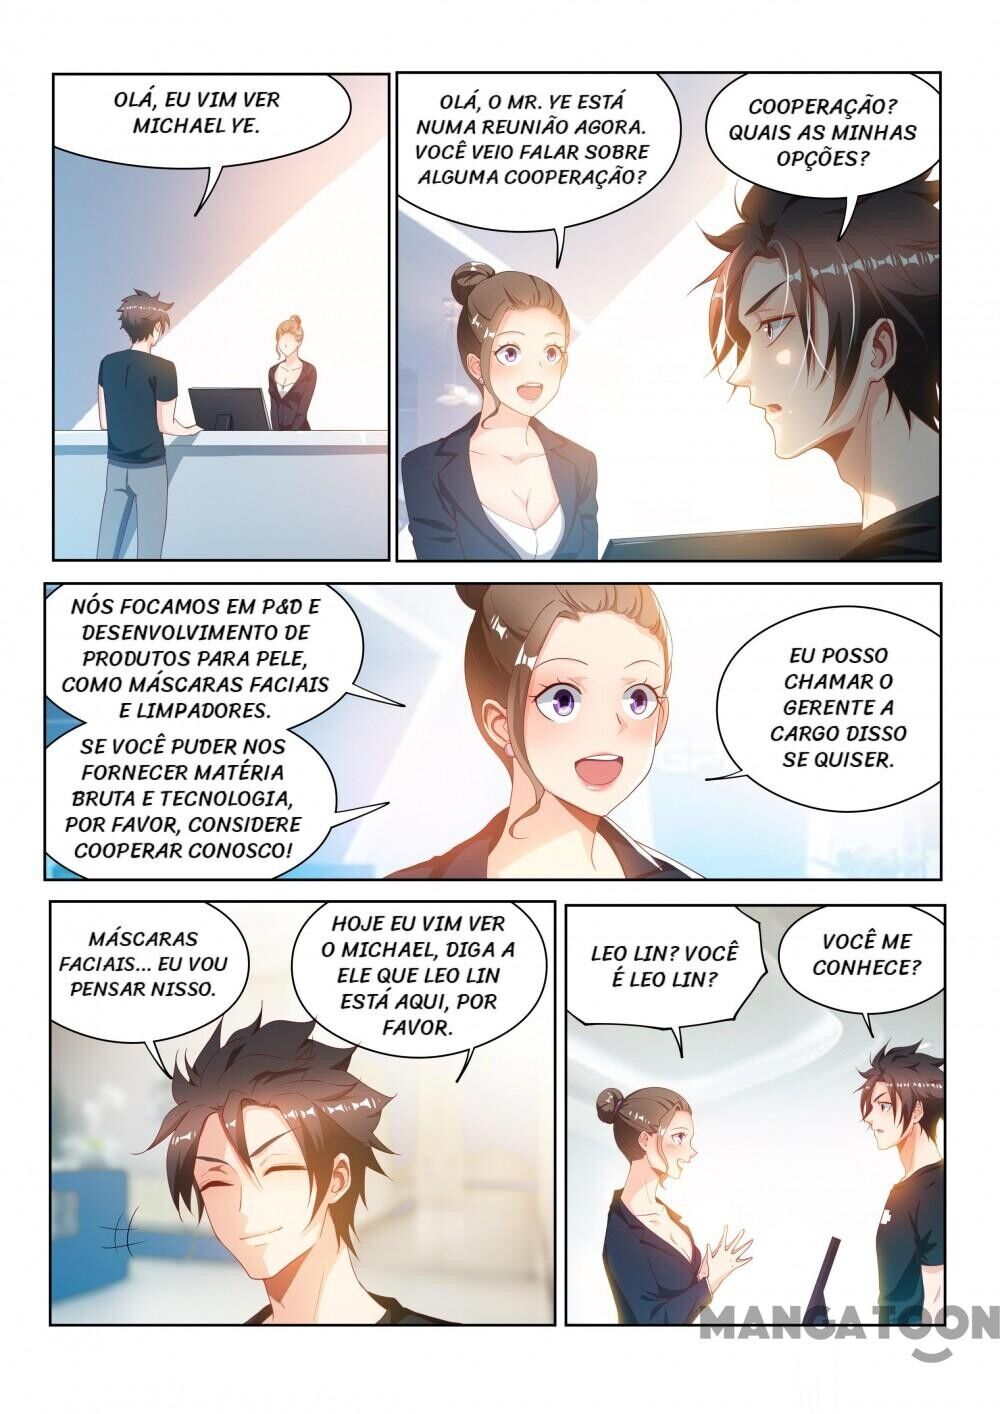 OLÁ, EU VIM VER
MICHAEL YE.
OLÁ, O MR. YE ESTÁ
NUMA REUNIÃO AGORA.
VOCÊ VEIO FALAR SOBRE
ALGUMA COOPERAÇÃO?
COOPERAÇÃO?
QUAIS AS MINHAS
OPÇÕES?
NÓS FOCAMOS EM P&D E
DESENVOLVIMENTO DE
PRODUTOS PARA PELE,
COMO MÁSCARAS FACIAIS
E LIMPADORES.
SE VOCÊ PUDER NOS
FORNECER MATÉRIA
BRUTA E TECNOLOGIA,
POR FAVOR, CONSIDERE
COOPERAR CONOSCO!
EU POSSO
CHAMAR O
GERENTE A
CARGO DISSO
SE QUISER.
MÁSCARAS
FACIAIS... EU VOU
PENSAR NISSO.
HOJE EU VIM VER
O MICHAEL, DIGA A
ELE QUE LEO LIN
ESTÁ AQUI, POR
FAVOR.
LEO LIN? VOCÊ
É LEO LIN?
VOCÊ ME
CONHECE?
MANGATOON